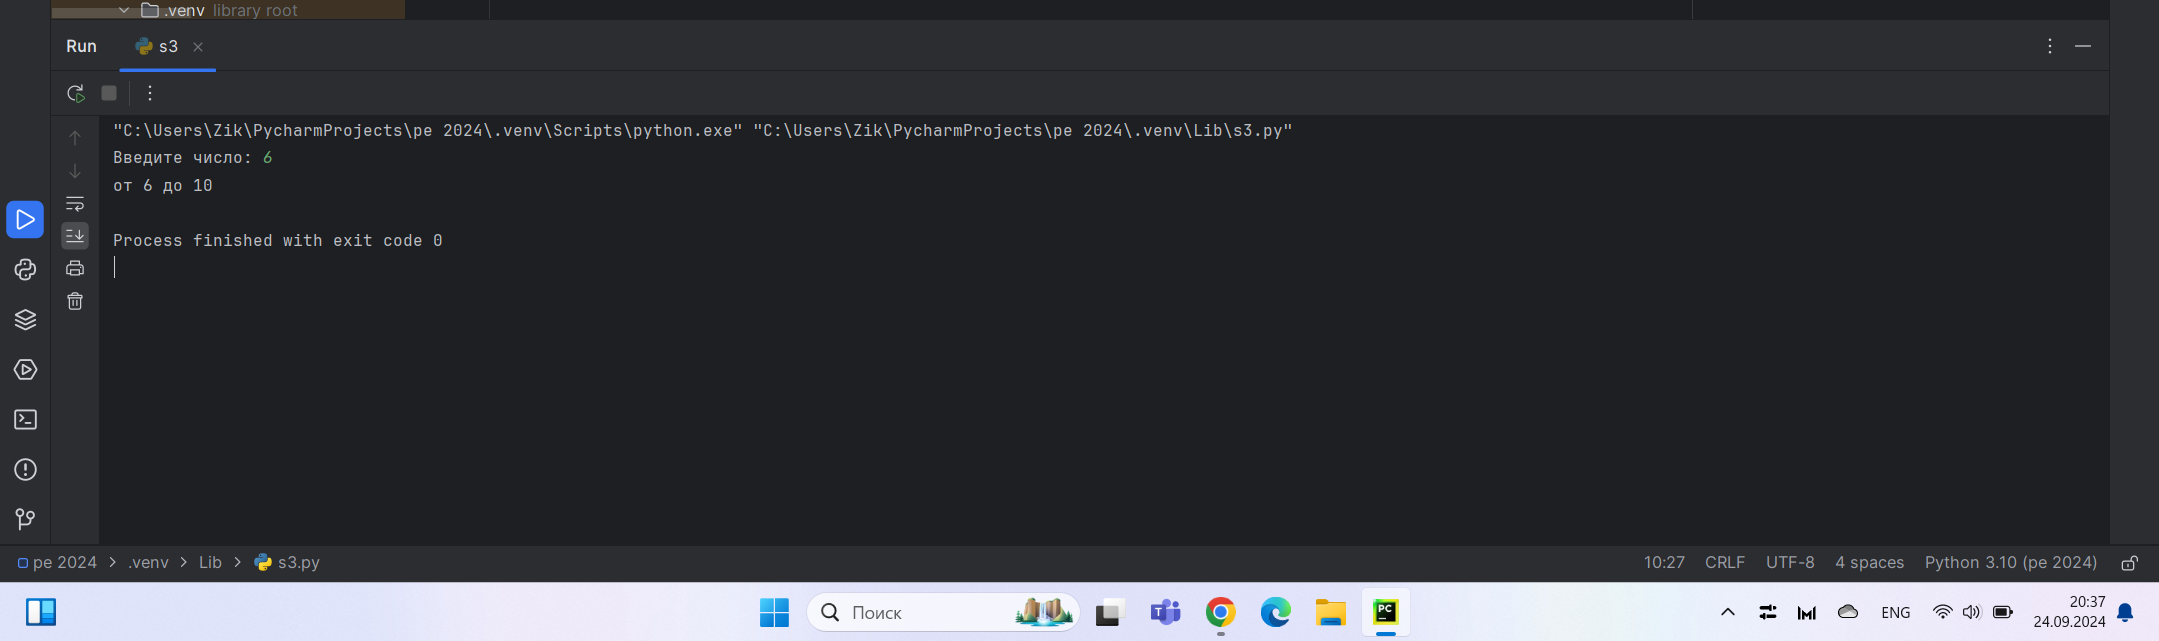 .venv library root
Run s3
"C:\Users\Zik\PycharmProjects\pe 2024\.venv\Scripts\python.exe" "C:\Users\Zik\PycharmProjects\pe 2024\.venv\Lib\s3.py"
Введите число: 6
от 6 до 10
Process finished with exit code 0
pe 2024 > .venv > Lib > s3.py 10:27 CRLF UTF-8 4 spaces Python 3.10 (pe 2024)
Поиск ENG 20:37
24.09.2024